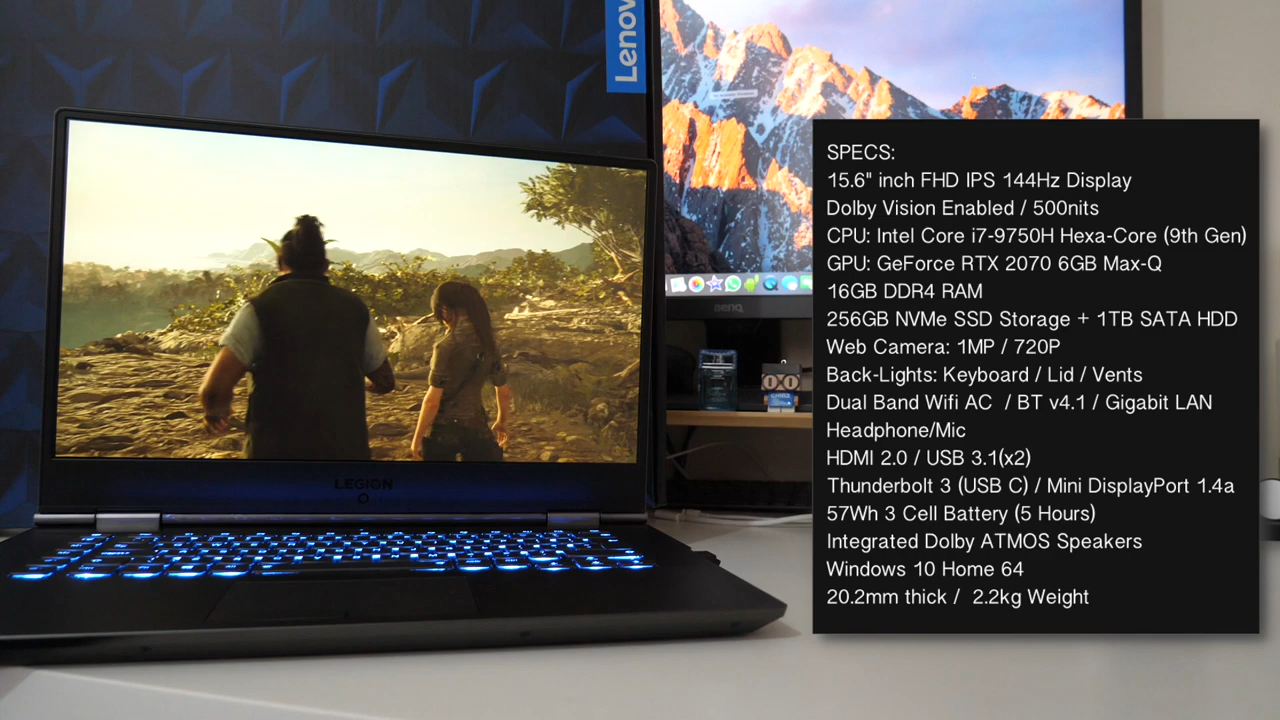 Lenov
LEGION
BenQ
SPECS:
15.6" inch FHD IPS 144Hz Display
Dolby Vision Enabled / 500nits
CPU: Intel Core i7-9750H Hexa-Core (9th Gen)
GPU: GeForce RTX 2070 6GB Max-Q
16GB DDR4 RAM
256GB NVMe SSD Storage + 1TB SATA HDD
Web Camera: 1MP / 720P
Back-Lights: Keyboard / Lid / Vents
Dual Band Wifi AC / BT v4.1 / Gigabit LAN
Headphone/Mic
HDMI 2.0 / USB 3.1(x2)
Thunderbolt 3 (USB C) / Mini DisplayPort 1.4a
57Wh 3 Cell Battery (5 Hours)
Integrated Dolby ATMOS Speakers
Windows 10 Home 64
20.2mm thick / 2.2kg Weight